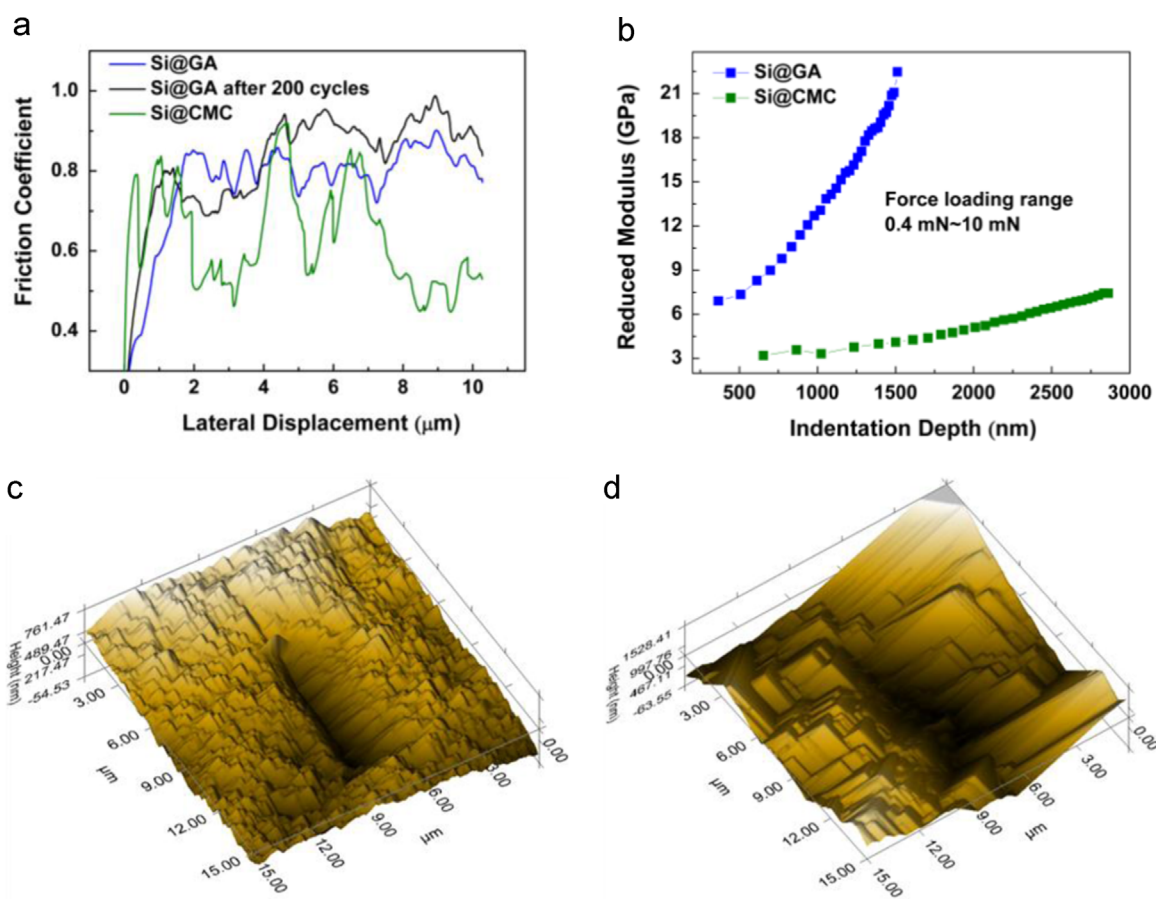 a
Si@GA
Si@GA after 200 cycles
Si@CMC
1.0
0.8
0.6
0.4
Friction Coefficient
0 2 4 6 8 10
Lateral Displacement (μm)
b
Si@GA
Si@CMC
21
18
15
12
9
6
3
Reduced Modulus (GPa)
Force loading range
0.4 mN~10 mN
500 1000 1500 2000 2500 3000
Indentation Depth (nm)
c
761.47
489.47
217.47
-54.53
Height (nm)
0.00
3.00
6.00
9.00
12.00
15.00
μm
0.00
3.00
6.00
9.00
12.00
15.00
μm
d
1528.41
997.76
467.11
-63.55
Height (nm)
0.00
3.00
6.00
9.00
12.00
15.00
μm
0.00
3.00
6.00
9.00
12.00
15.00
μm